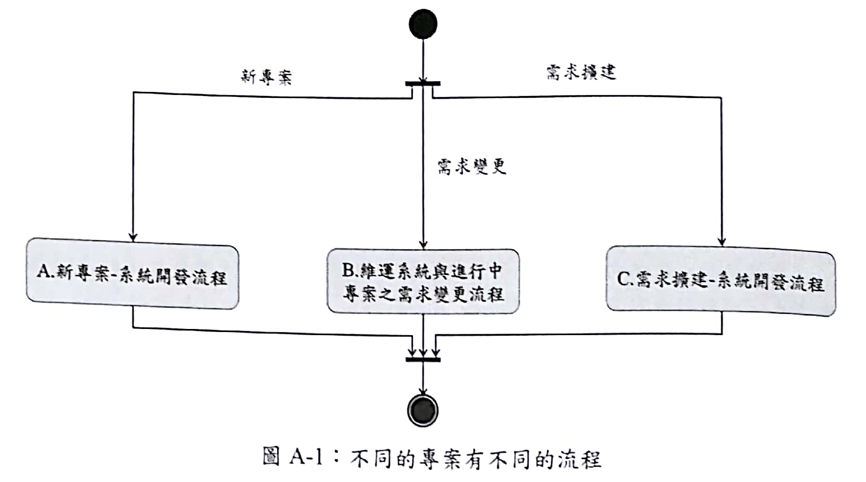 新專案
需求擴建
需求變更
A.新專案-系統開發流程
B.維運系統與進行中
專案之需求變更流程
C.需求擴建-系統開發流程
圖 A-1：不同的專案有不同的流程